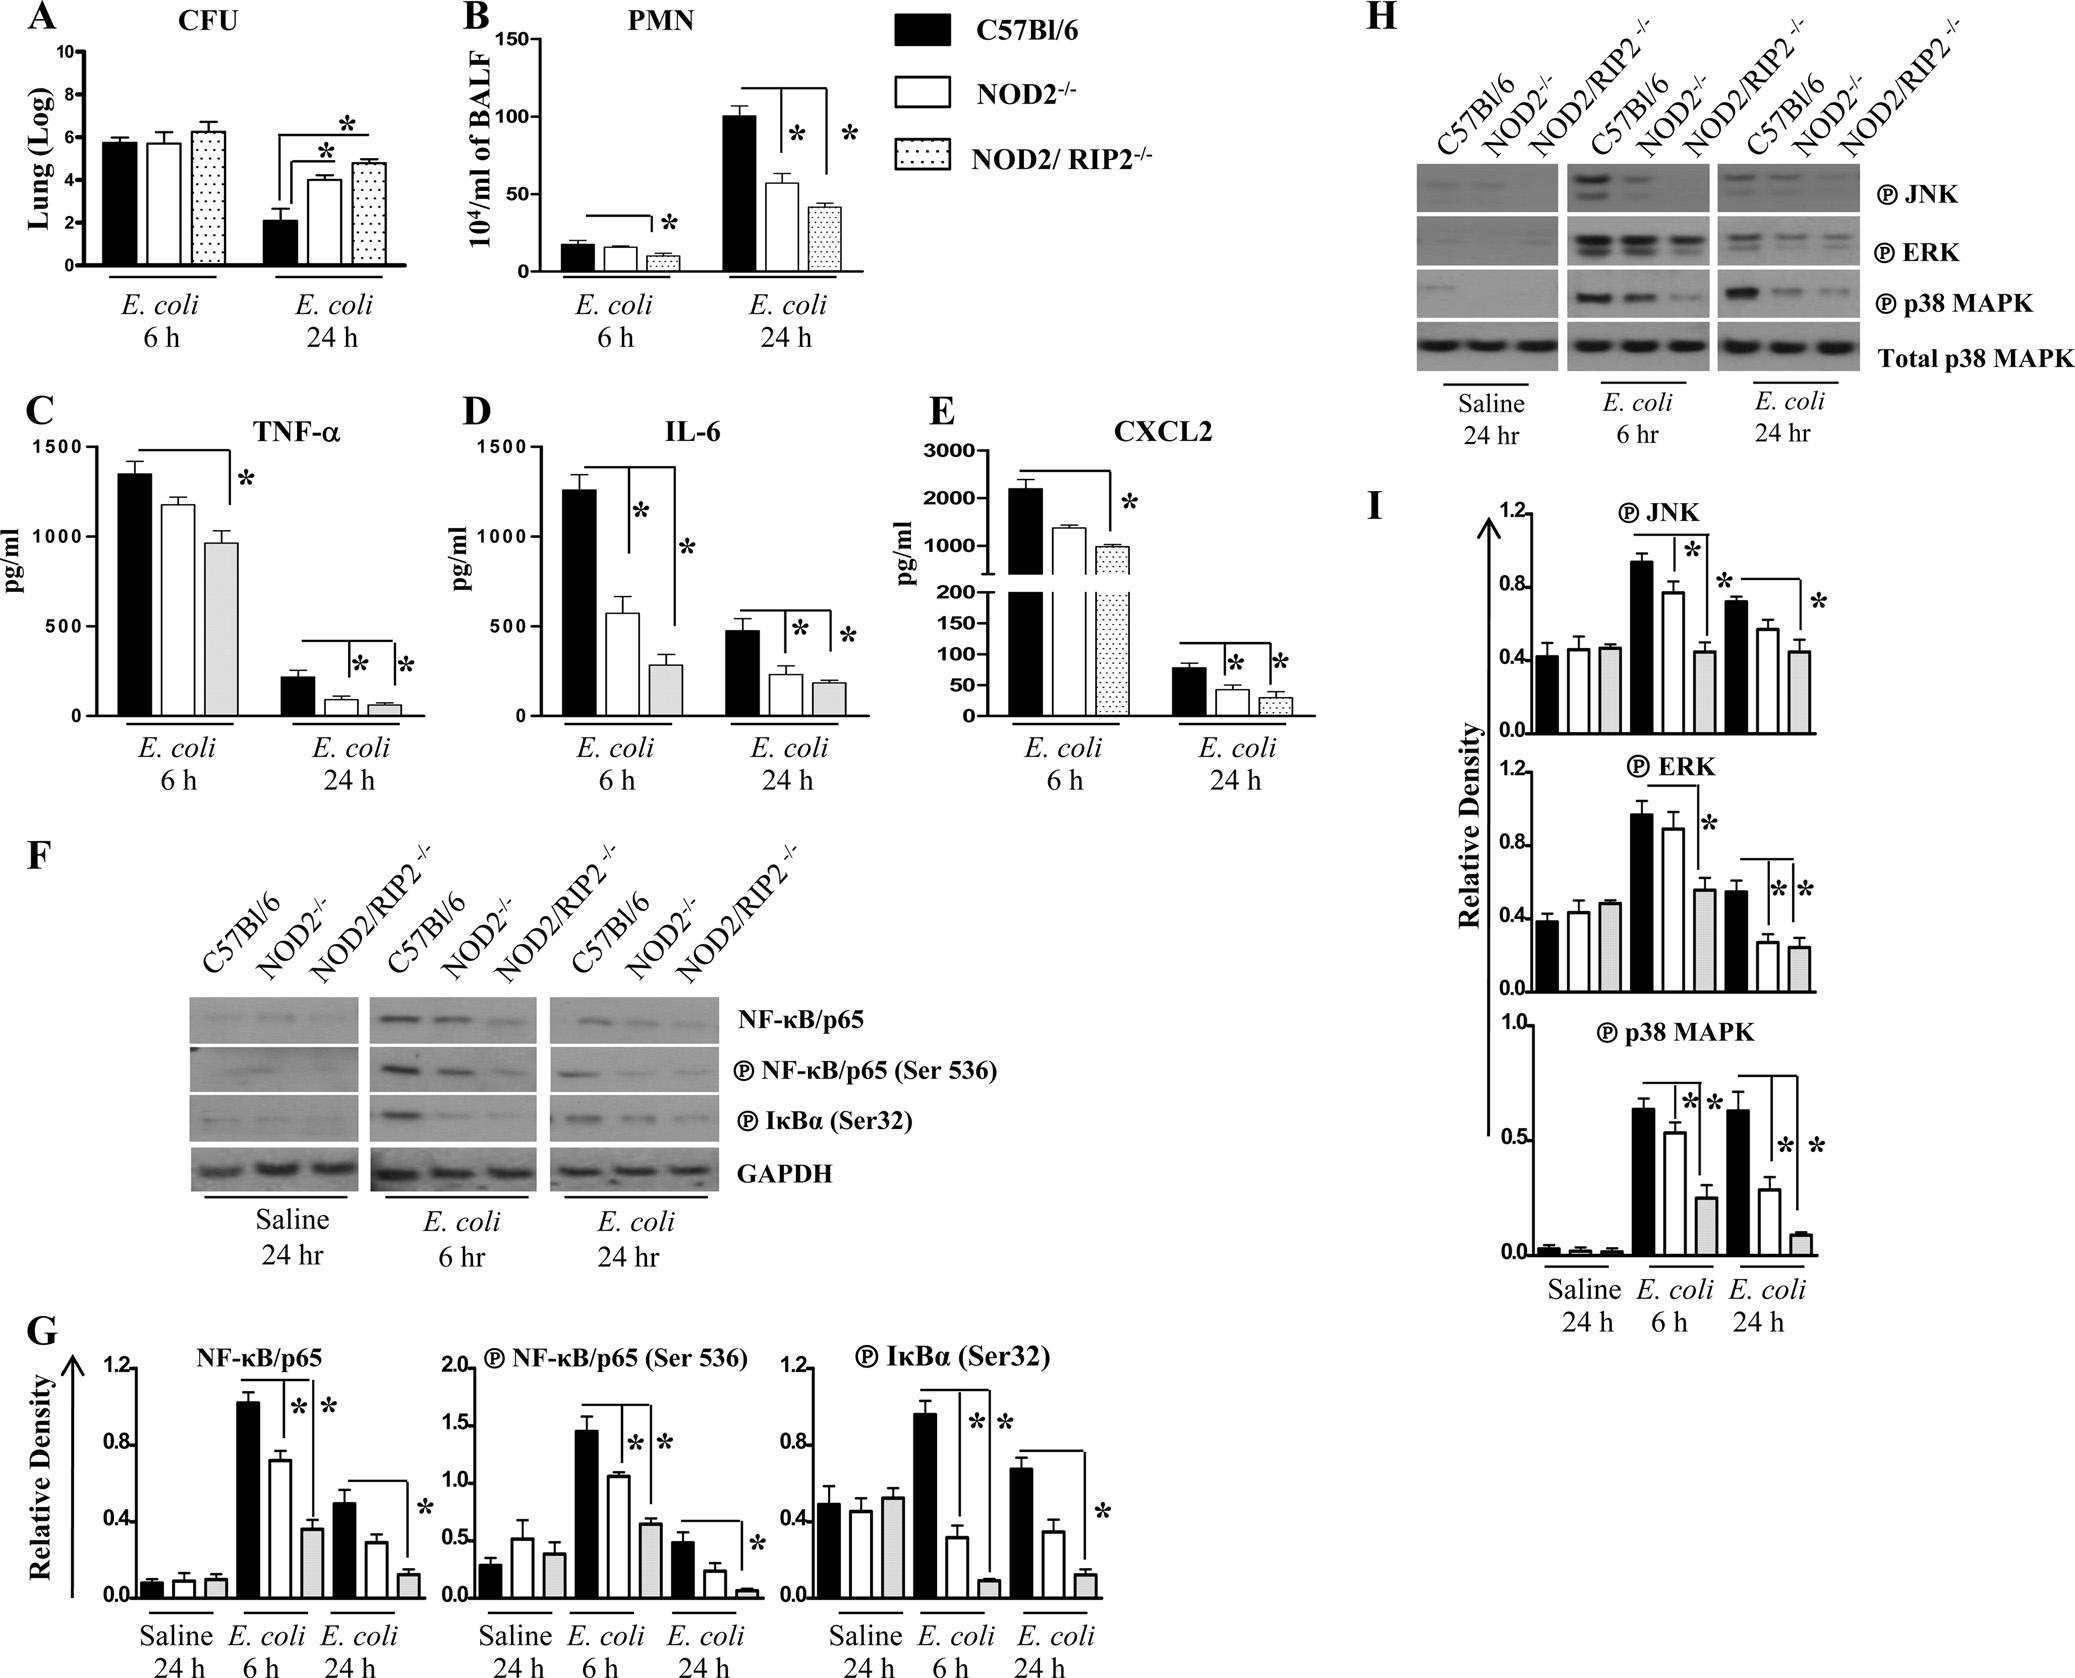 A
CFU
Lung (Log)
10
8
6
4
2
0
*
*
E. coli
6 h
E. coli
24 h
B
PMN
10⁴/ml of BALF
150
100
50
0
*
*
*
E. coli
6 h
E. coli
24 h
C57Bl/6
NOD2-/-
NOD2/ RIP2-/-
C
TNF-α
pg/ml
1500
1000
500
0
*
*
*
E. coli
6 h
E. coli
24 h
D
IL-6
pg/ml
1500
1000
500
0
*
*
*
*
E. coli
6 h
E. coli
24 h
E
CXCL2
pg/ml
3000
2000
1000
200
150
100
50
0
*
*
*
E. coli
6 h
E. coli
24 h
F
C57Bl/6
NOD2-/-
NOD2/RIP2 -/-
C57Bl/6
NOD2-/-
NOD2/RIP2 -/-
C57Bl/6
NOD2-/-
NOD2/RIP2 -/-
NF-κB/p65
Ⓟ NF-κB/p65 (Ser 536)
Ⓟ IκBα (Ser32)
GAPDH
Saline
24 hr
E. coli
6 hr
E. coli
24 hr
G
Relative Density
NF-κB/p65
1.2
0.8
0.4
0.0
* *
*
Saline
24 h
E. coli
6 h
E. coli
24 h
Ⓟ NF-κB/p65 (Ser 536)
2.0
1.5
1.0
0.5
0.0
* *
*
Saline
24 h
E. coli
6 h
E. coli
24 h
Ⓟ IκBα (Ser32)
1.2
0.8
0.4
0.0
* *
*
Saline
24 h
E. coli
6 h
E. coli
24 h
H
C57Bl/6
NOD2-/-
NOD2/RIP2 -/-
C57Bl/6
NOD2-/-
NOD2/RIP2 -/-
C57Bl/6
NOD2-/-
NOD2/RIP2 -/-
Ⓟ JNK
Ⓟ ERK
Ⓟ p38 MAPK
Total p38 MAPK
Saline
24 hr
E. coli
6 hr
E. coli
24 hr
I
Relative Density
Ⓟ JNK
1.2
0.8
0.4
0.0
*
*
*
Ⓟ ERK
1.2
0.8
0.4
0.0
*
* *
Ⓟ p38 MAPK
1.0
0.5
0.0
* *
* *
Saline
24 h
E. coli
6 h
E. coli
24 h